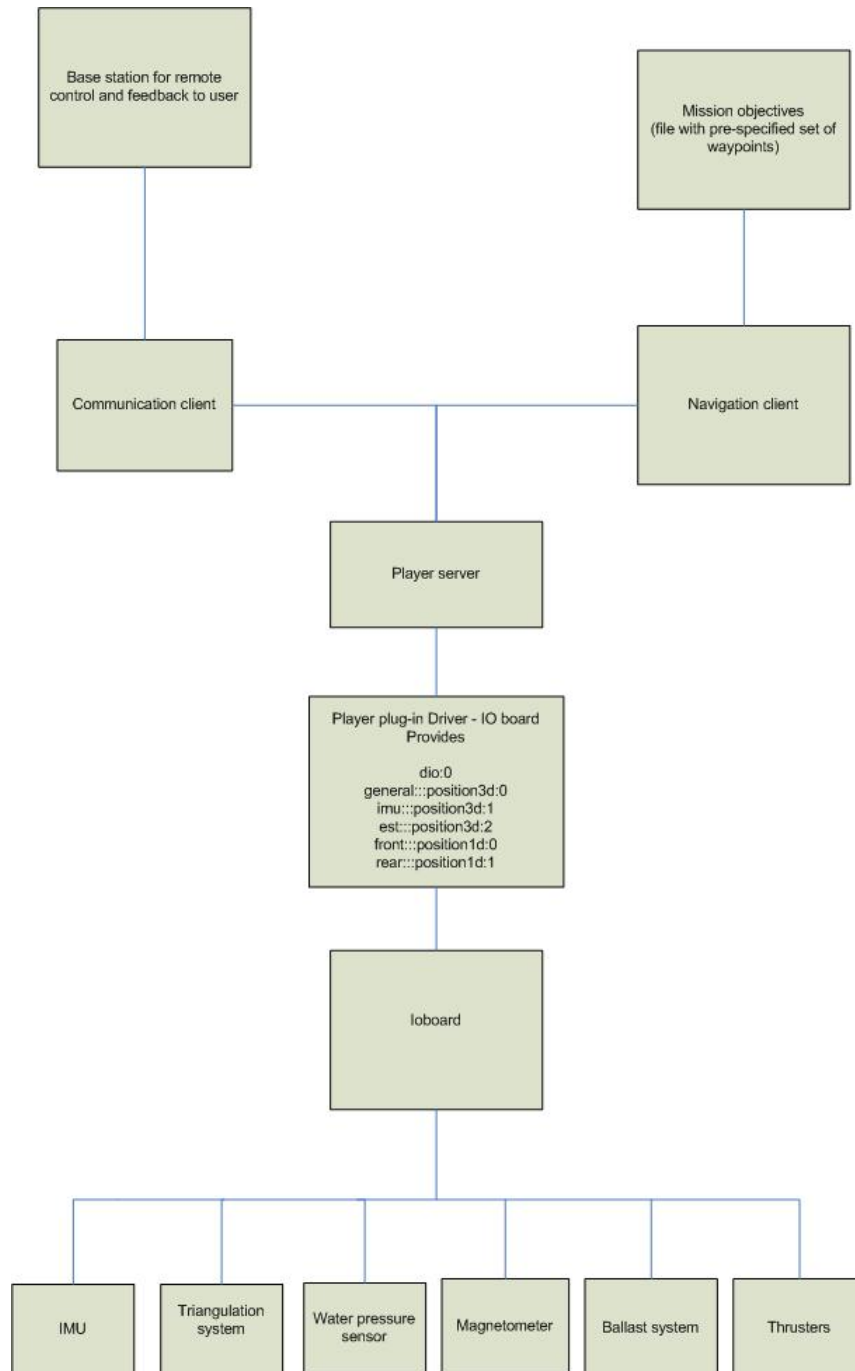 Base station for remote
control and feedback to user
Mission objectives
(file with pre-specified set of
waypoints)
Communication client
Navigation client
Player server
Player plug-in Driver - IO board
Provides
dio:0
general:::position3d:0
imu:::position3d:1
est:::position3d:2
front:::position1d:0
rear:::position1d:1
Ioboard
IMU
Triangulation
system
Water pressure
sensor
Magnetometer
Ballast system
Thrusters